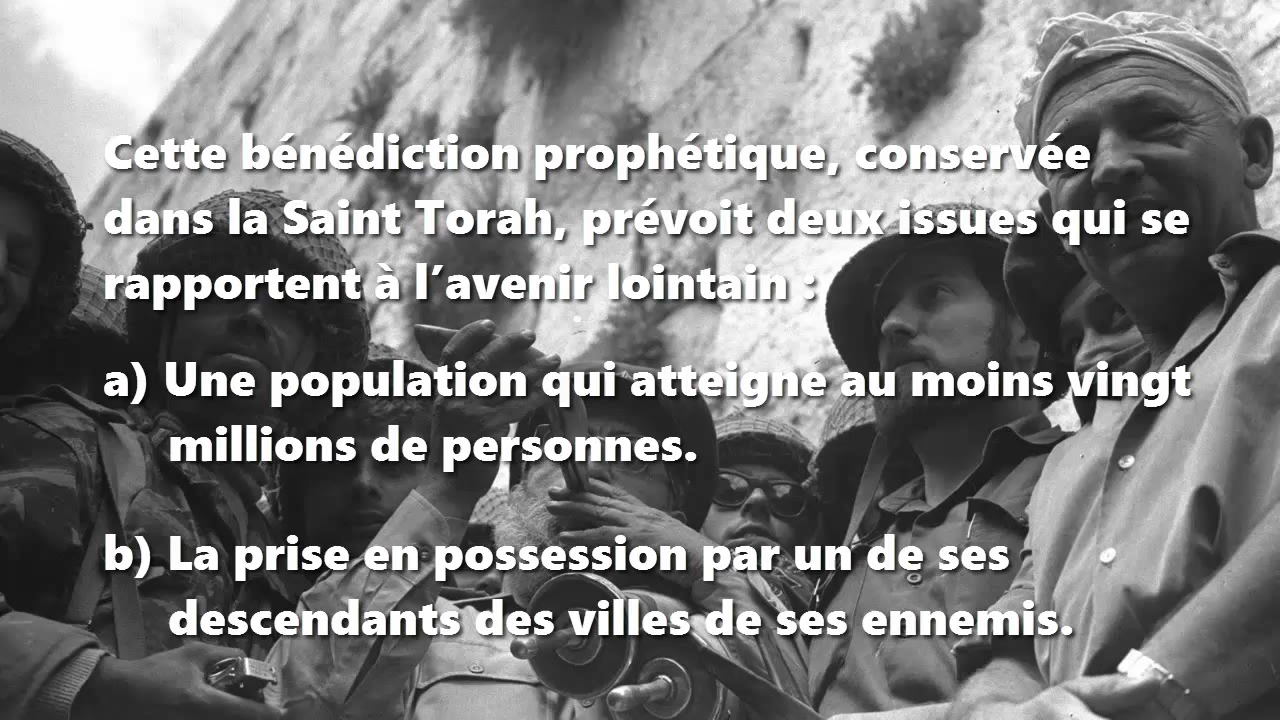 Cette bénédiction prophétique, conservée
dans la Saint Torah, prévoit deux issues qui se
rapportent à l’avenir lointain :
a) Une population qui atteigne au moins vingt
millions de personnes.
b) La prise en possession par un de ses
descendants des villes de ses ennemis.